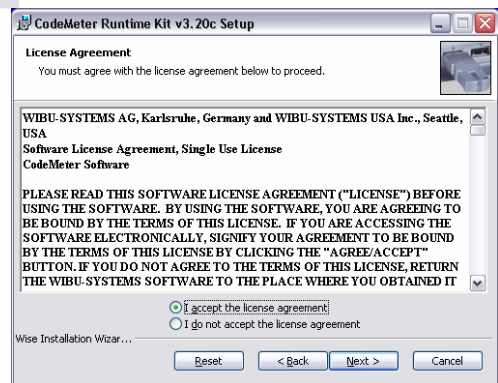 CodeMeter Runtime Kit v3.20c Setup
License Agreement
You must agree with the license agreement below to proceed.
WIBU-SYSTEMS AG, Karlsruhe, Germany and WIBU-SYSTEMS USA Inc., Seattle,
USA
Software License Agreement, Single Use License
CodeMeter Software
PLEASE READ THIS SOFTWARE LICENSE AGREEMENT ("LICENSE") BEFORE
USING THE SOFTWARE. BY USING THE SOFTWARE, YOU ARE AGREEING TO
BE BOUND BY THE TERMS OF THIS LICENSE. IF YOU ARE ACCESSING THE
SOFTWARE ELECTRONICALLY, SIGNIFY YOUR AGREEMENT TO BE BOUND
BY THE TERMS OF THIS LICENSE BY CLICKING THE "AGREE/ACCEPT"
BUTTON. IF YOU DO NOT AGREE TO THE TERMS OF THIS LICENSE, RETURN
THE WIBU-SYSTEMS SOFTWARE TO THE PLACE WHERE YOU OBTAINED IT
I accept the license agreement
I do not accept the license agreement
Wise Installation Wizar...
Reset
< Back
Next >
Cancel